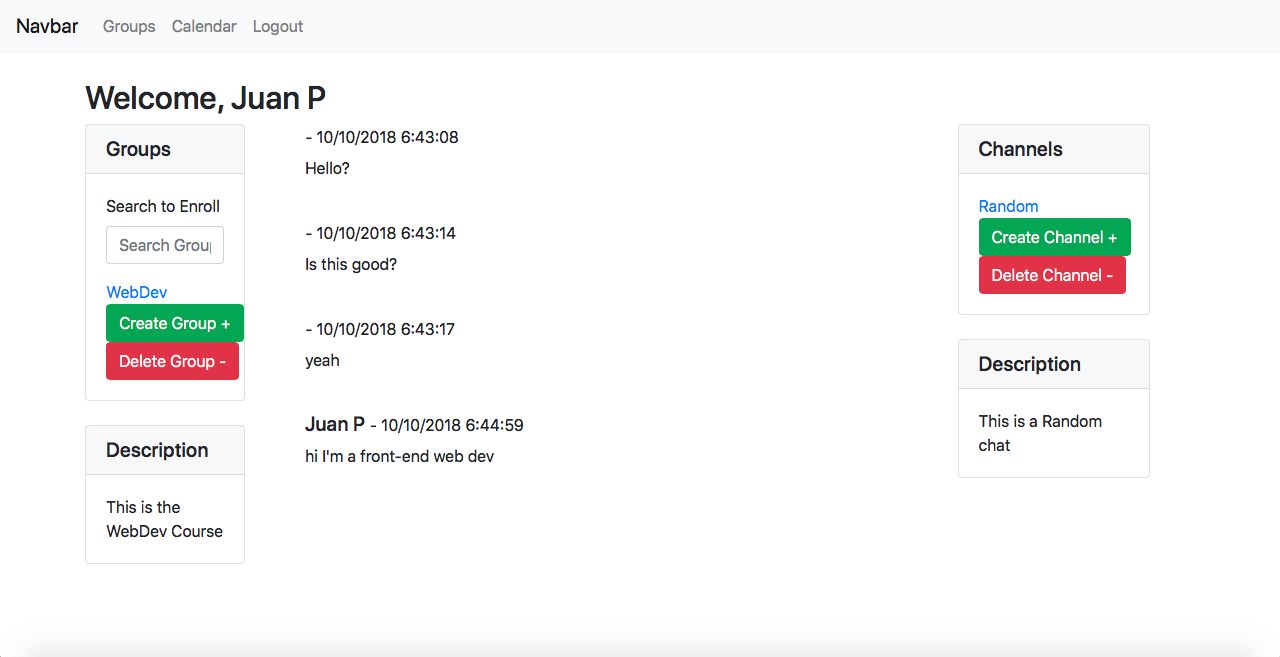 Navbar Groups Calendar Logout
Welcome, Juan P
Groups
Search to Enroll
WebDev
Create Group +
Delete Group -
Description
This is the
WebDev Course
- 10/10/2018 6:43:08
Hello?
- 10/10/2018 6:43:14
Is this good?
- 10/10/2018 6:43:17
yeah
Juan P - 10/10/2018 6:44:59
hi I'm a front-end web dev
Channels
Random
Create Channel +
Delete Channel -
Description
This is a Random
chat